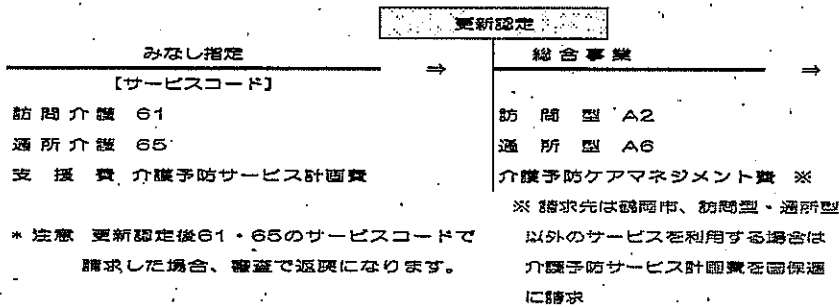 更新認定
みなし指定 ⇒ 総合事業 ⇒
【サービスコード】
訪問介護 61
通所介護 65
支援費 介護予防サービス計画費
訪問型 A2
通所型 A6
介護予防ケアマネジメント費 ※
※ 請求先は鶴岡市、訪問型・通所型
以外のサービスを利用する場合は
介護予防サービス計画費を国保連
に請求
* 注意 更新認定後61・65のサービスコードで
請求した場合、審査で返戻になります。